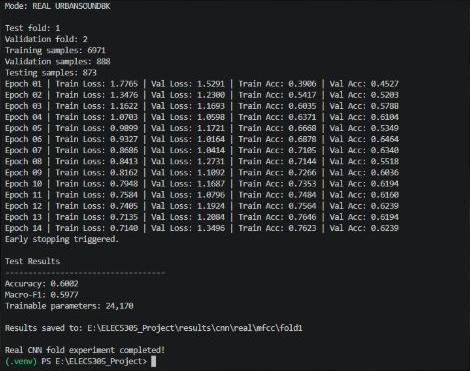 Mode: REAL URBANSOUND8K
Test fold: 1
Validation fold: 2
Training samples: 6971
Validation samples: 888
Testing samples: 873
Epoch 01 | Train Loss: 1.7765 | Val Loss: 1.5291 | Train Acc: 0.3906 | Val Acc: 0.4527
Epoch 02 | Train Loss: 1.3476 | Val Loss: 1.2300 | Train Acc: 0.5417 | Val Acc: 0.5203
Epoch 03 | Train Loss: 1.1622 | Val Loss: 1.1693 | Train Acc: 0.6035 | Val Acc: 0.5788
Epoch 04 | Train Loss: 1.0703 | Val Loss: 1.0598 | Train Acc: 0.6371 | Val Acc: 0.6104
Epoch 05 | Train Loss: 0.9899 | Val Loss: 1.1721 | Train Acc: 0.6668 | Val Acc: 0.5349
Epoch 06 | Train Loss: 0.9327 | Val Loss: 1.0164 | Train Acc: 0.6878 | Val Acc: 0.6464
Epoch 07 | Train Loss: 0.8686 | Val Loss: 1.0414 | Train Acc: 0.7105 | Val Acc: 0.6340
Epoch 08 | Train Loss: 0.8413 | Val Loss: 1.2731 | Train Acc: 0.7144 | Val Acc: 0.5518
Epoch 09 | Train Loss: 0.8162 | Val Loss: 1.1092 | Train Acc: 0.7266 | Val Acc: 0.6036
Epoch 10 | Train Loss: 0.7948 | Val Loss: 1.1687 | Train Acc: 0.7353 | Val Acc: 0.6194
Epoch 11 | Train Loss: 0.7584 | Val Loss: 1.0796 | Train Acc: 0.7484 | Val Acc: 0.6160
Epoch 12 | Train Loss: 0.7405 | Val Loss: 1.1924 | Train Acc: 0.7564 | Val Acc: 0.6239
Epoch 13 | Train Loss: 0.7135 | Val Loss: 1.2084 | Train Acc: 0.7646 | Val Acc: 0.6194
Epoch 14 | Train Loss: 0.7140 | Val Loss: 1.3496 | Train Acc: 0.7623 | Val Acc: 0.6239
Early stopping triggered.
Test Results
-----------------------------------
Accuracy: 0.6002
Macro-F1: 0.5977
Trainable parameters: 24,170
Results saved to: E:\ELEC5305_Project\results\cnn\real\mfcc\fold1
Real CNN fold experiment completed!
(.venv) PS E:\ELEC5305_Project>